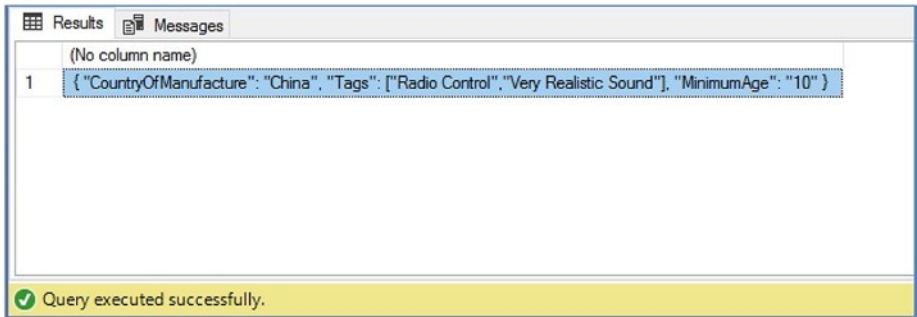 Results Messages
(No column name)
1 { "CountryOfManufacture": "China", "Tags": ["Radio Control","Very Realistic Sound"], "MinimumAge": "10" }
Query executed successfully.